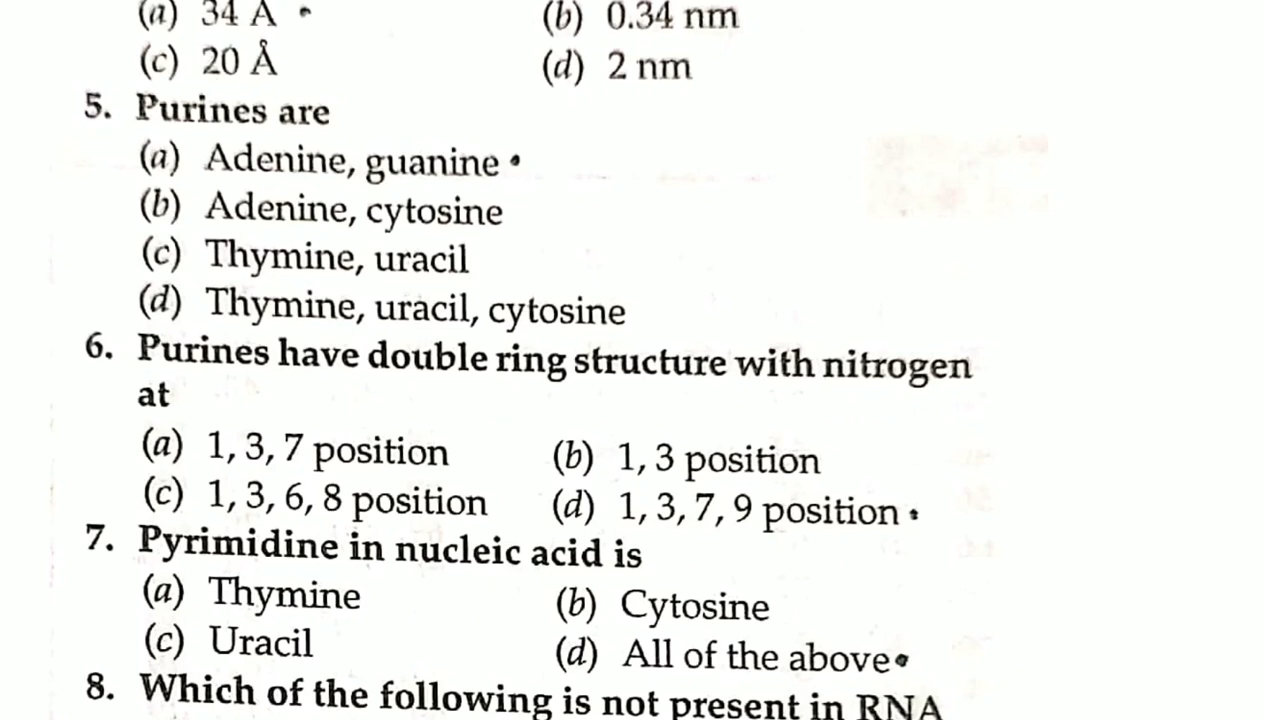 (a) 34 Å
(b) 0.34 nm
(c) 20 Å
(d) 2 nm
5. Purines are
(a) Adenine, guanine
(b) Adenine, cytosine
(c) Thymine, uracil
(d) Thymine, uracil, cytosine
6. Purines have double ring structure with nitrogen
at
(a) 1, 3, 7 position
(b) 1, 3 position
(c) 1, 3, 6, 8 position
(d) 1, 3, 7, 9 position
7. Pyrimidine in nucleic acid is
(a) Thymine
(b) Cytosine
(c) Uracil
(d) All of the above
8. Which of the following is not present in RNA